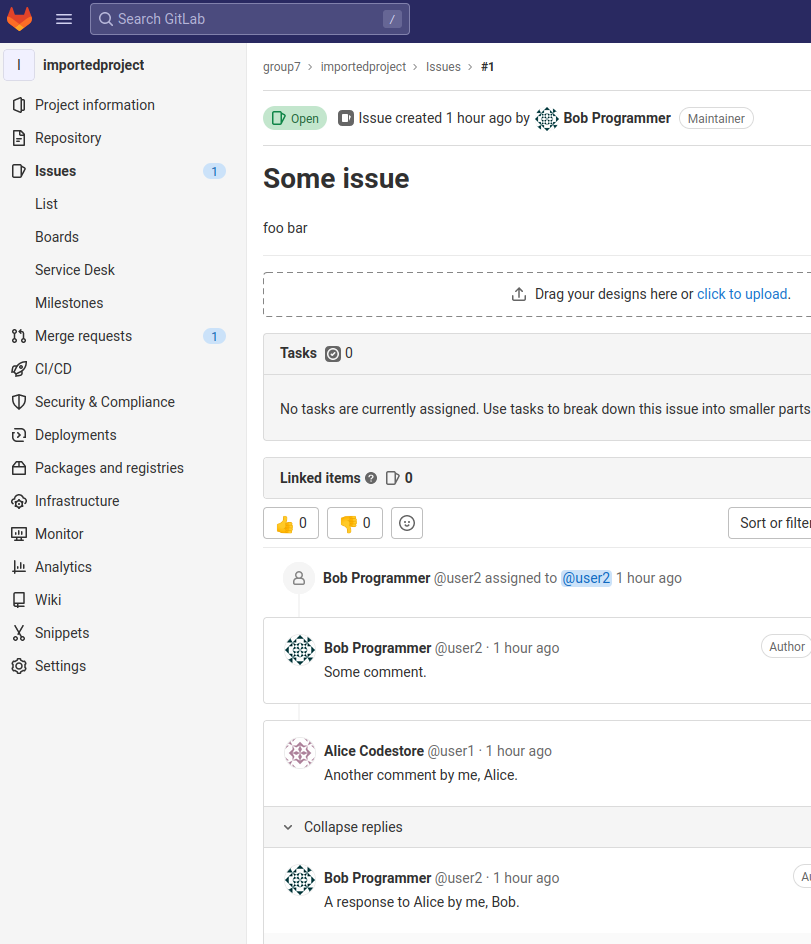 Search GitLab /
I importedproject
Project information
Repository
Issues 1
List
Boards
Service Desk
Milestones
Merge requests 1
CI/CD
Security & Compliance
Deployments
Packages and registries
Infrastructure
Monitor
Analytics
Wiki
Snippets
Settings
group7 › importedproject › Issues › #1
Open Issue created 1 hour ago by Bob Programmer Maintainer
Some issue
foo bar
Drag your designs here or click to upload.
Tasks 0
No tasks are currently assigned. Use tasks to break down this issue into smaller parts
Linked items ? 0
👍 0 👎 0 Sort or filter
Bob Programmer @user2 assigned to @user2 1 hour ago
Bob Programmer @user2 · 1 hour ago Author
Some comment.
Alice Codestore @user1 · 1 hour ago
Another comment by me, Alice.
Collapse replies
Bob Programmer @user2 · 1 hour ago
A response to Alice by me, Bob.